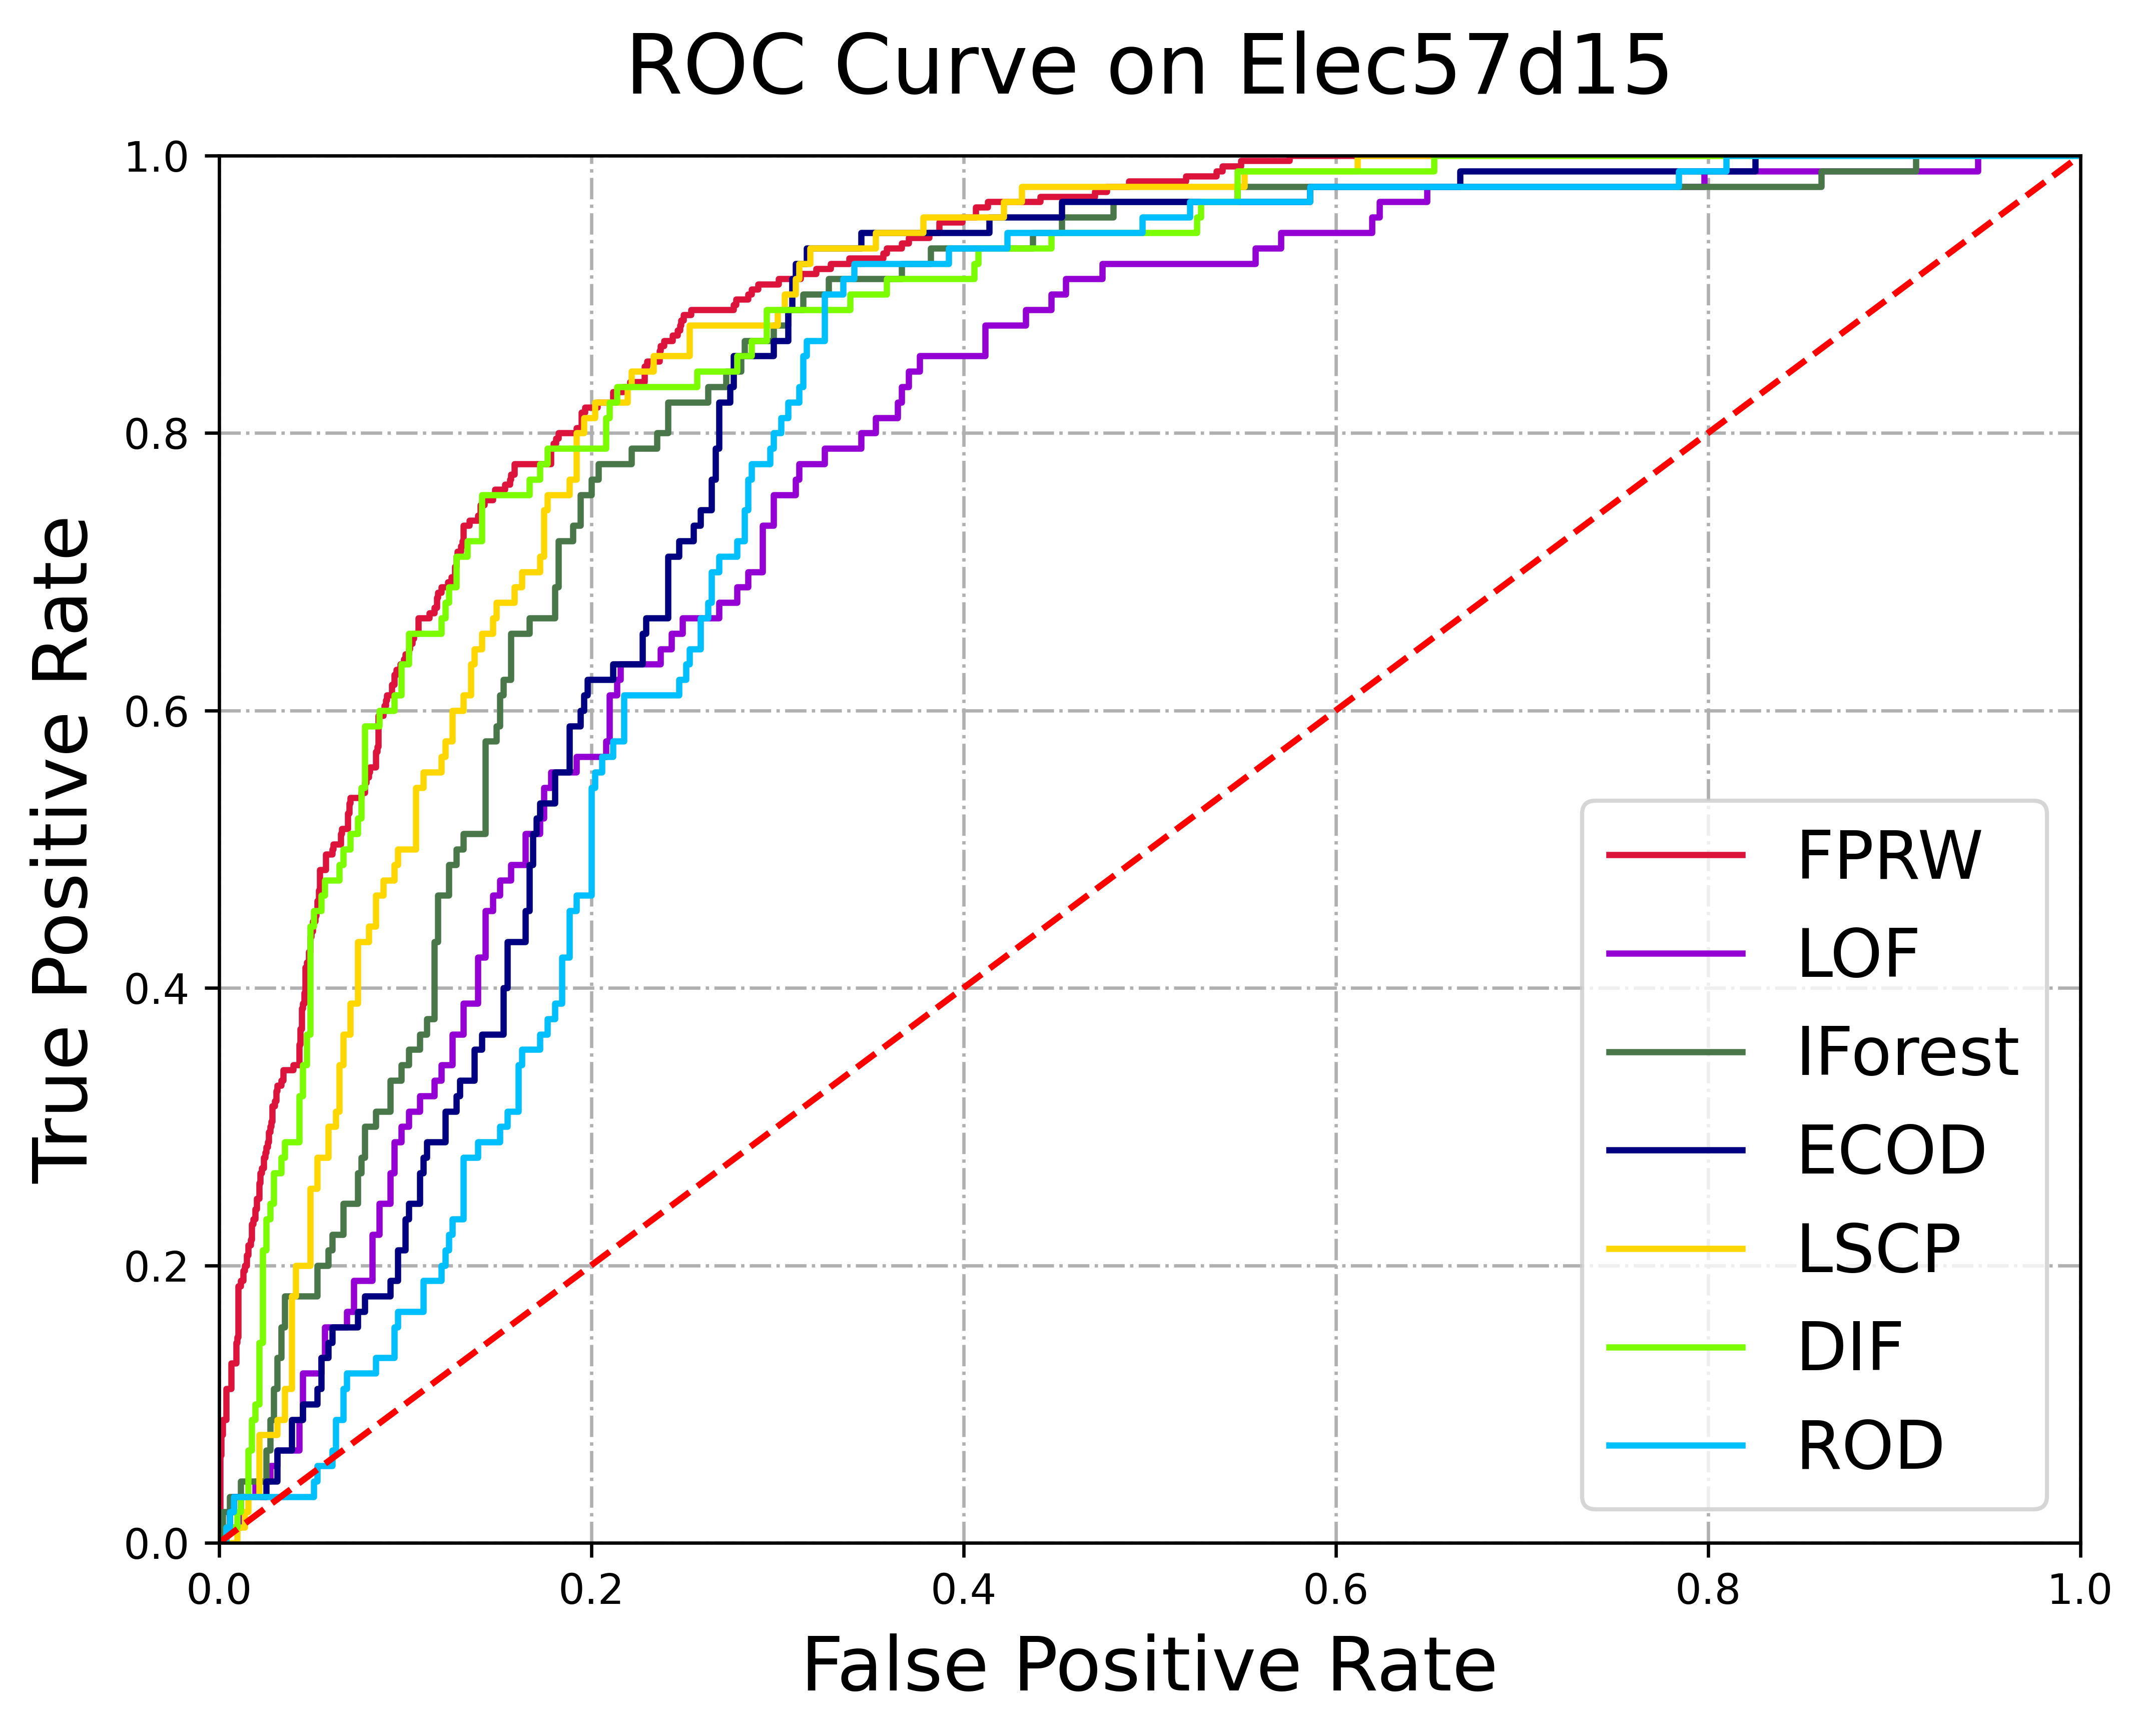 ROC Curve on Elec57d15
True Positive Rate
1.0
0.8
0.6
0.4
0.2
0.0
FPRW
LOF
IForest
ECOD
LSCP
DIF
ROD
0.0 0.2 0.4 0.6 0.8 1.0
False Positive Rate